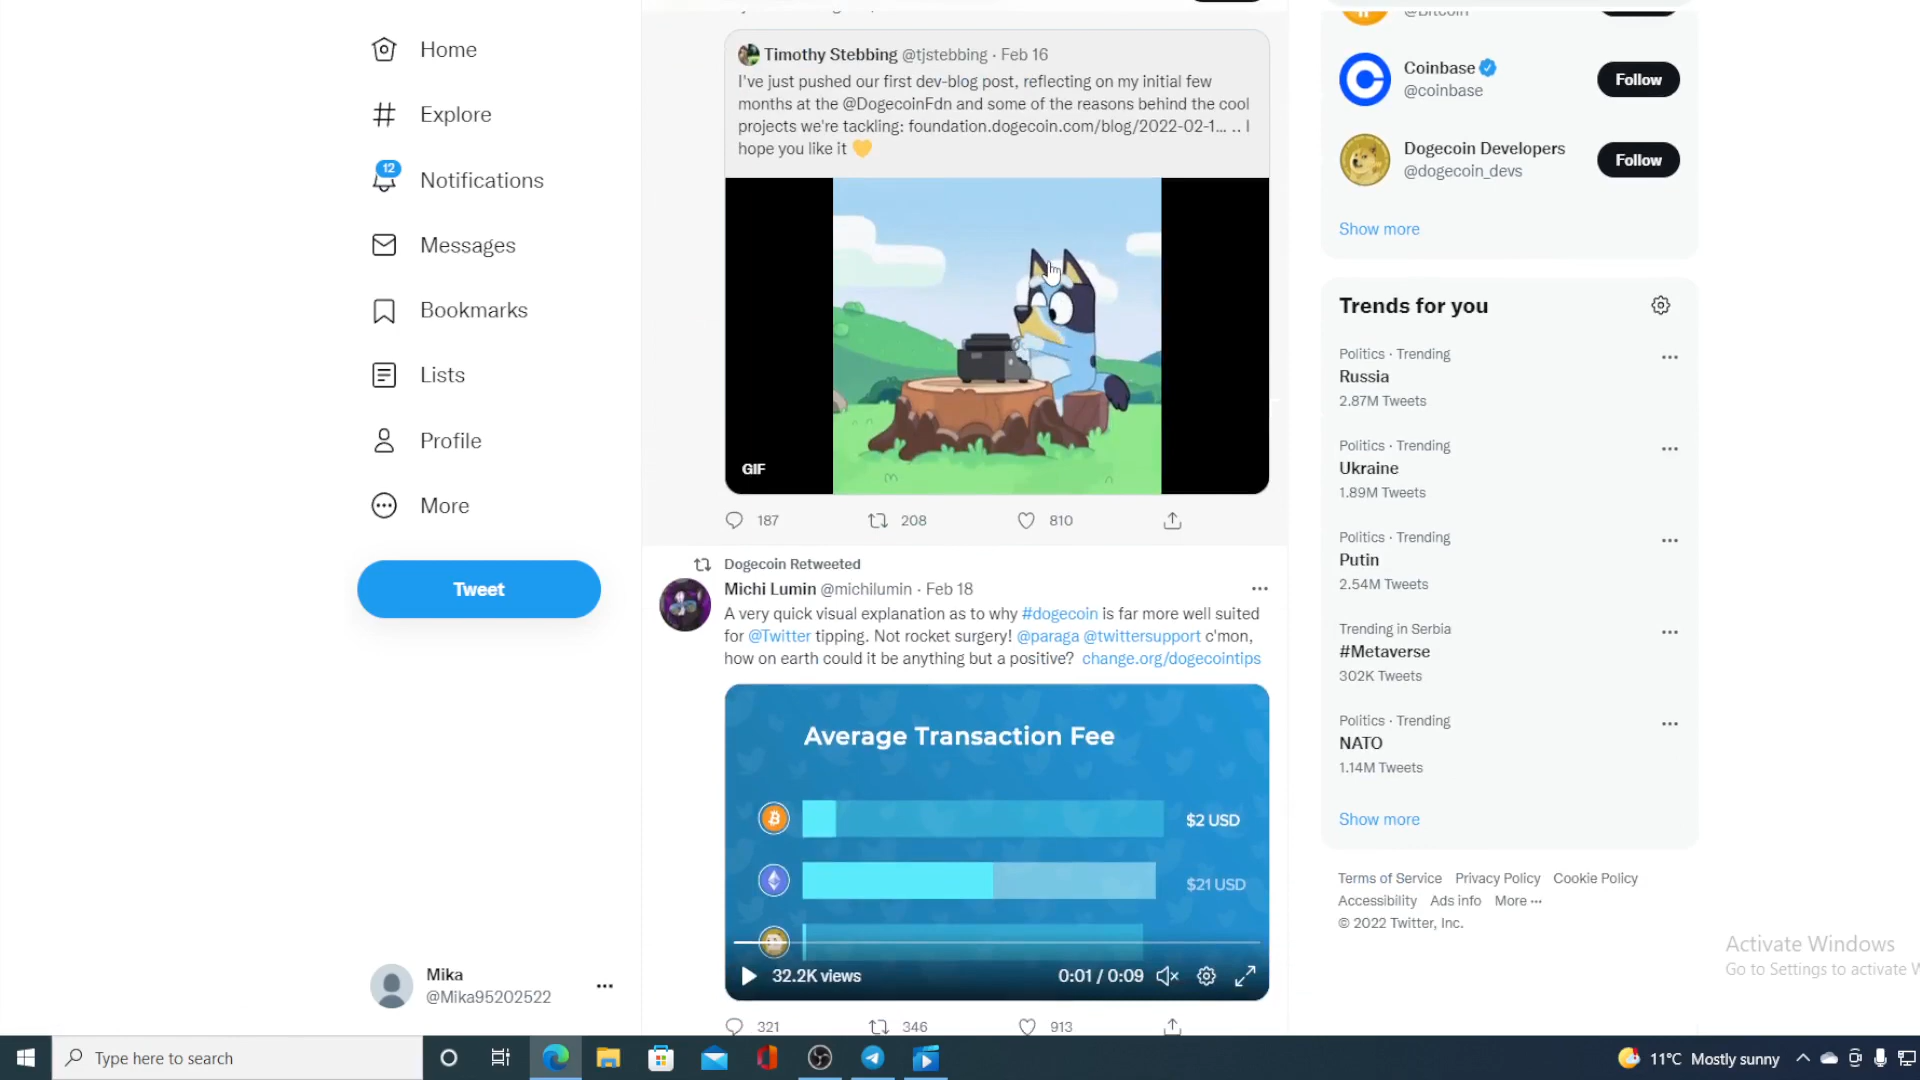 Home
Explore
12
Notifications
Messages
Bookmarks
Lists
Profile
More
Tweet
Mika
@Mika95202522
Timothy Stebbing @tjstebbing · Feb 16
I've just pushed our first dev-blog post, reflecting on my initial few
months at the @DogecoinFdn and some of the reasons behind the cool
projects we're tackling: foundation.dogecoin.com/blog/2022-02-1... .. I
hope you like it 💛
GIF
187 208 810
Dogecoin Retweeted
Michi Lumin @michilumin · Feb 18
A very quick visual explanation as to why #dogecoin is far more well suited
for @Twitter tipping. Not rocket surgery! @paraga @twittersupport c'mon,
how on earth could it be anything but a positive? change.org/dogecointips
Average Transaction Fee
$2 USD
$21 USD
32.2K views
0:01 / 0:09
321 346 913
@Bitcoin
Coinbase
@coinbase
Follow
Dogecoin Developers
@dogecoin_devs
Follow
Show more
Trends for you
Politics · Trending
Russia
2.87M Tweets
Politics · Trending
Ukraine
1.89M Tweets
Politics · Trending
Putin
2.54M Tweets
Trending in Serbia
#Metaverse
302K Tweets
Politics · Trending
NATO
1.14M Tweets
Show more
Terms of Service Privacy Policy Cookie Policy
Accessibility Ads info More ···
© 2022 Twitter, Inc.
Activate Windows
Go to Settings to activate W
Type here to search
11°C Mostly sunny